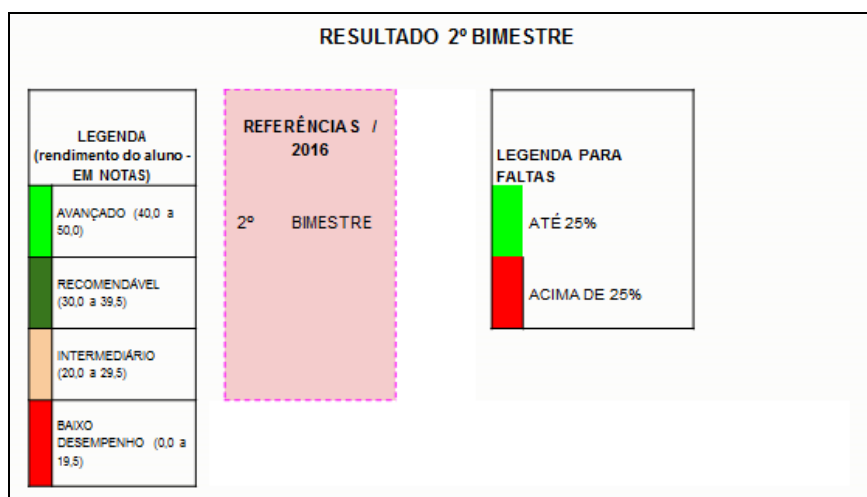 RESULTADO 2º BIMESTRE
LEGENDA
(rendimento do aluno -
EM NOTAS)
AVANÇADO (40,0 a
50,0)
RECOMENDÁVEL
(30,0 a 39,5)
INTERMEDIÁRIO
(20,0 a 29,5)
BAIXO
DESEMPENHO (0,0 a
19,5)
REFERÊNCIAS /
2016
2º BIMESTRE
LEGENDA PARA
FALTAS
ATÉ 25%
ACIMA DE 25%